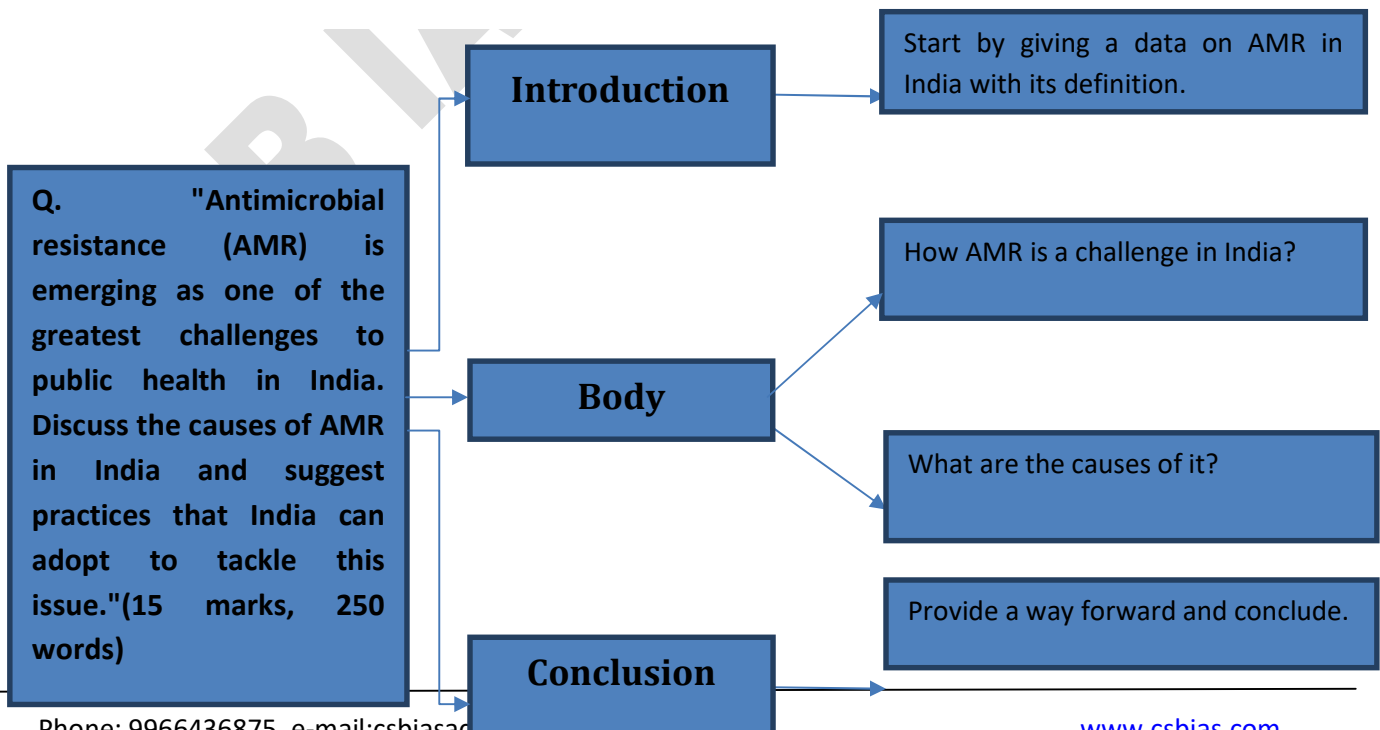 Introduction
Start by giving a data on AMR in
India with its definition.
Q. "Antimicrobial
resistance (AMR) is
emerging as one of the
greatest challenges to
public health in India.
Discuss the causes of AMR
in India and suggest
practices that India can
adopt to tackle this
issue."(15 marks, 250
words)
How AMR is a challenge in India?
Body
What are the causes of it?
Provide a way forward and conclude.
Conclusion
Phone: 9966436875, e-mail:csbiasac
www.csbias.com